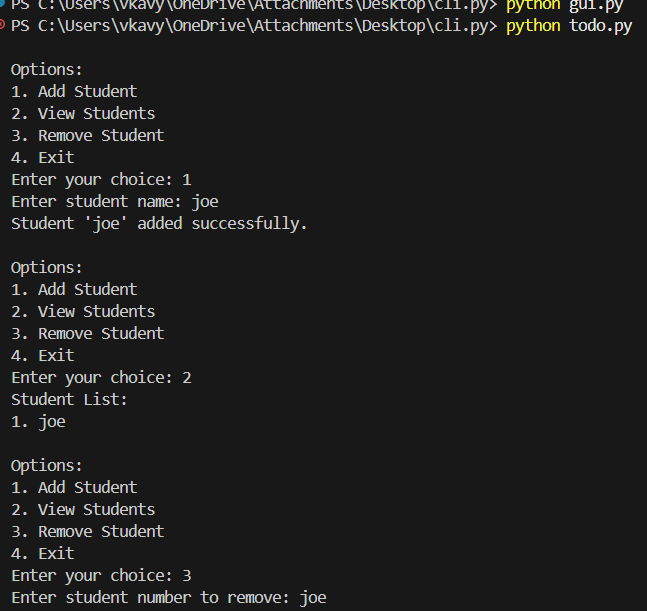 PS C:\Users\vkavy\OneDrive\Attachments\Desktop\cli.py> python gui.py
PS C:\Users\vkavy\OneDrive\Attachments\Desktop\cli.py> python todo.py
Options:
1. Add Student
2. View Students
3. Remove Student
4. Exit
Enter your choice: 1
Enter student name: joe
Student 'joe' added successfully.
Options:
1. Add Student
2. View Students
3. Remove Student
4. Exit
Enter your choice: 2
Student List:
1. joe
Options:
1. Add Student
2. View Students
3. Remove Student
4. Exit
Enter your choice: 3
Enter student number to remove: joe